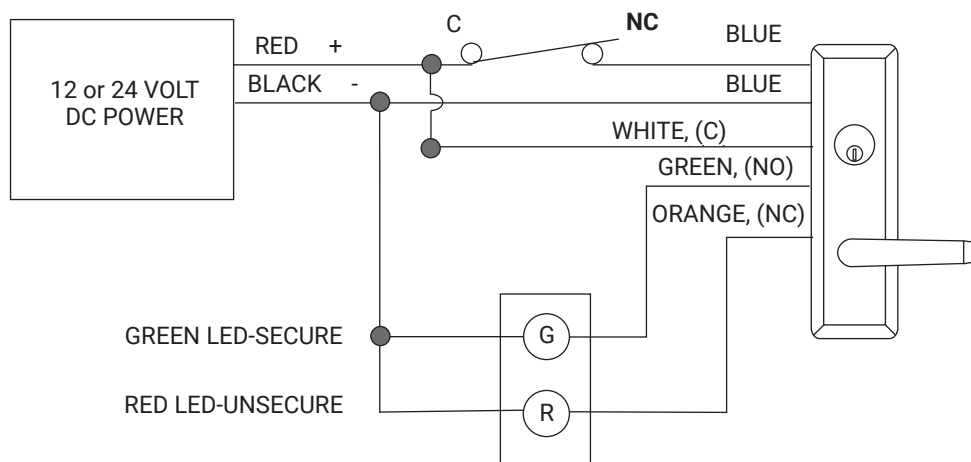 C
NC
BLUE
RED +
12 or 24 VOLT
DC POWER
BLACK -
BLUE
WHITE, (C)
GREEN, (NO)
ORANGE, (NC)
GREEN LED-SECURE
G
RED LED-UNSECURE
R